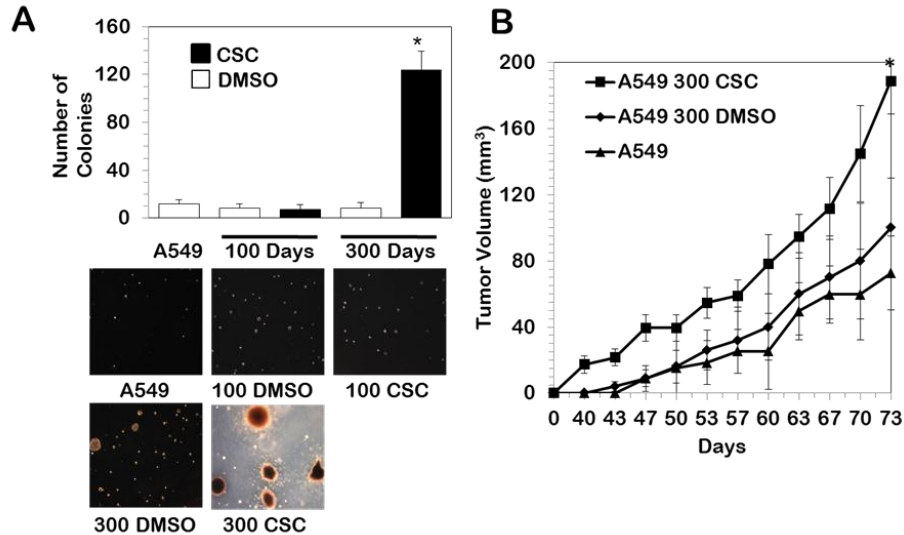 A
160
120
80
40
0
Number of
Colonies
*
CSC
DMSO
A549
100 Days
300 Days
A549
100 DMSO
100 CSC
300 DMSO
300 CSC
B
200
160
120
80
40
0
Tumor Volume (mm³)
*
A549 300 CSC
A549 300 DMSO
A549
0 40 43 47 50 53 57 60 63 67 70 73
Days